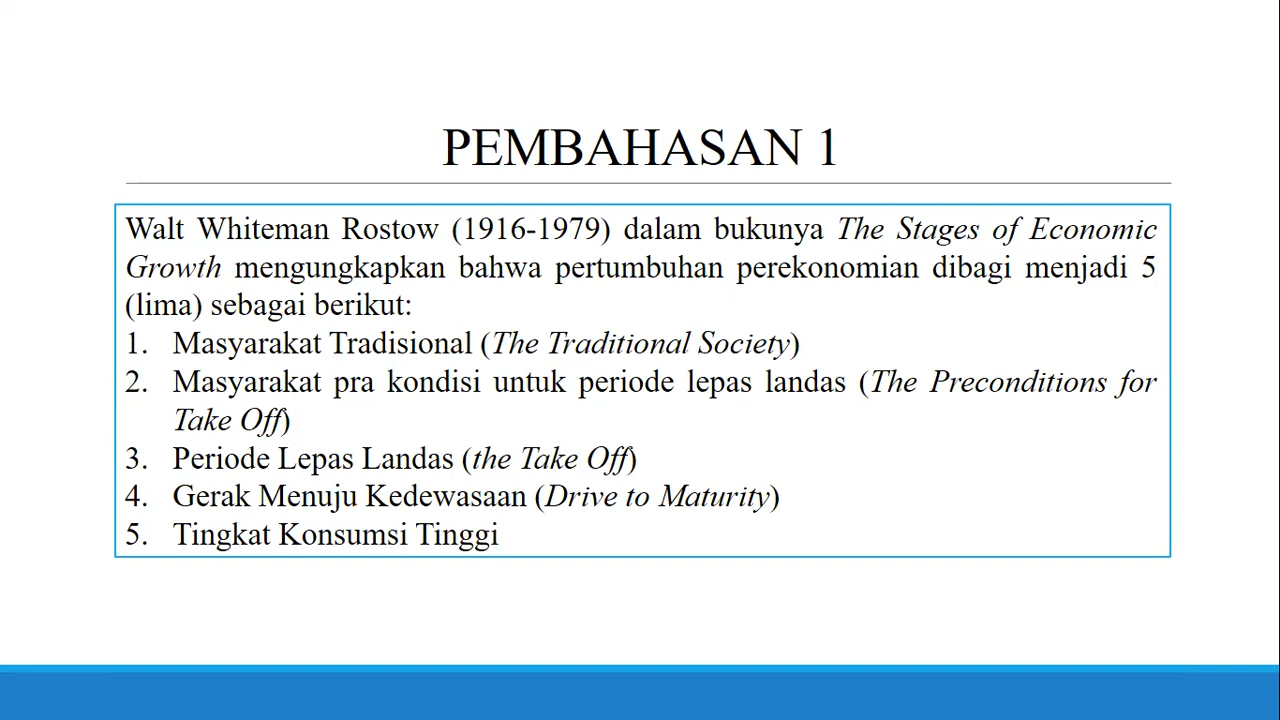 PEMBAHASAN 1
Walt Whiteman Rostow (1916-1979) dalam bukunya The Stages of Economic
Growth mengungkapkan bahwa pertumbuhan perekonomian dibagi menjadi 5
(lima) sebagai berikut:
1. Masyarakat Tradisional (The Traditional Society)
2. Masyarakat pra kondisi untuk periode lepas landas (The Preconditions for
Take Off)
3. Periode Lepas Landas (the Take Off)
4. Gerak Menuju Kedewasaan (Drive to Maturity)
5. Tingkat Konsumsi Tinggi